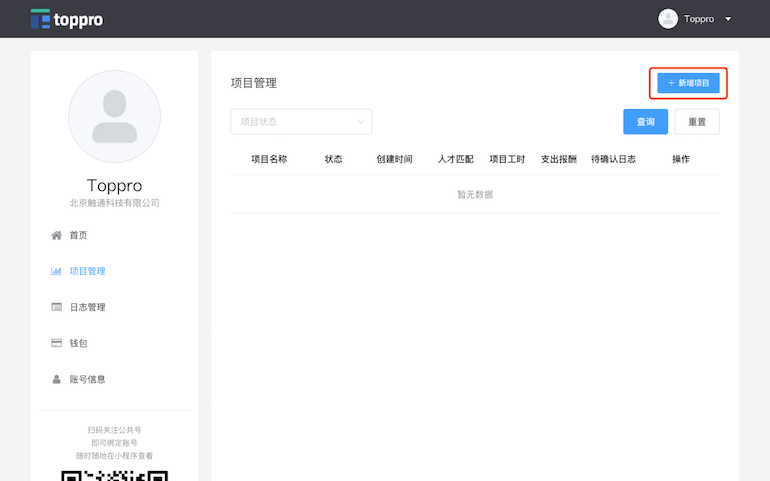 toppro
Toppro
Toppro
北京触通科技有限公司
首页
项目管理
日志管理
钱包
账号信息
扫码关注公共号
即可绑定账号
随时随地在小程序查看
项目管理
+ 新增项目
项目状态
查询
重置
项目名称 状态 创建时间 人才匹配 项目工时 支出报酬 待确认日志 操作
暂无数据